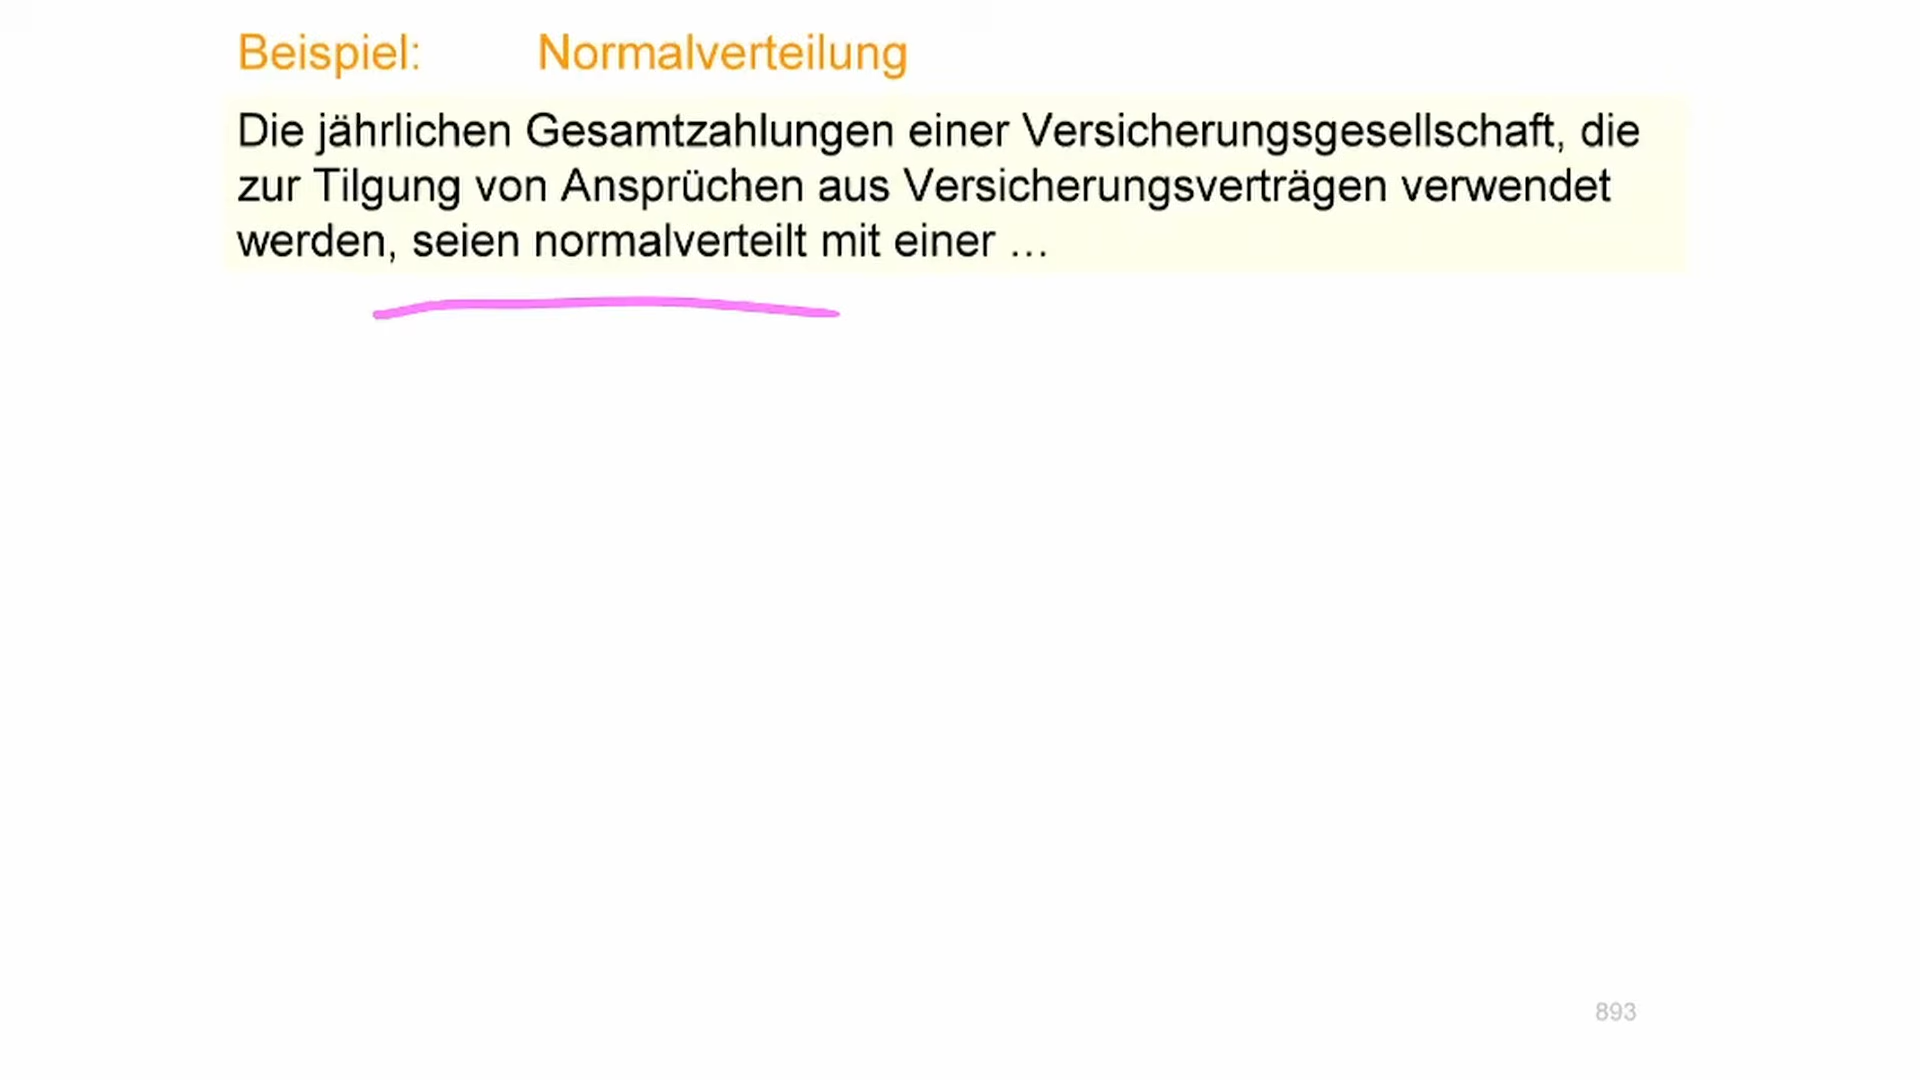 Beispiel: Normalverteilung
Die jährlichen Gesamtzahlungen einer Versicherungsgesellschaft, die
zur Tilgung von Ansprüchen aus Versicherungsverträgen verwendet
werden, seien normalverteilt mit einer ...
893